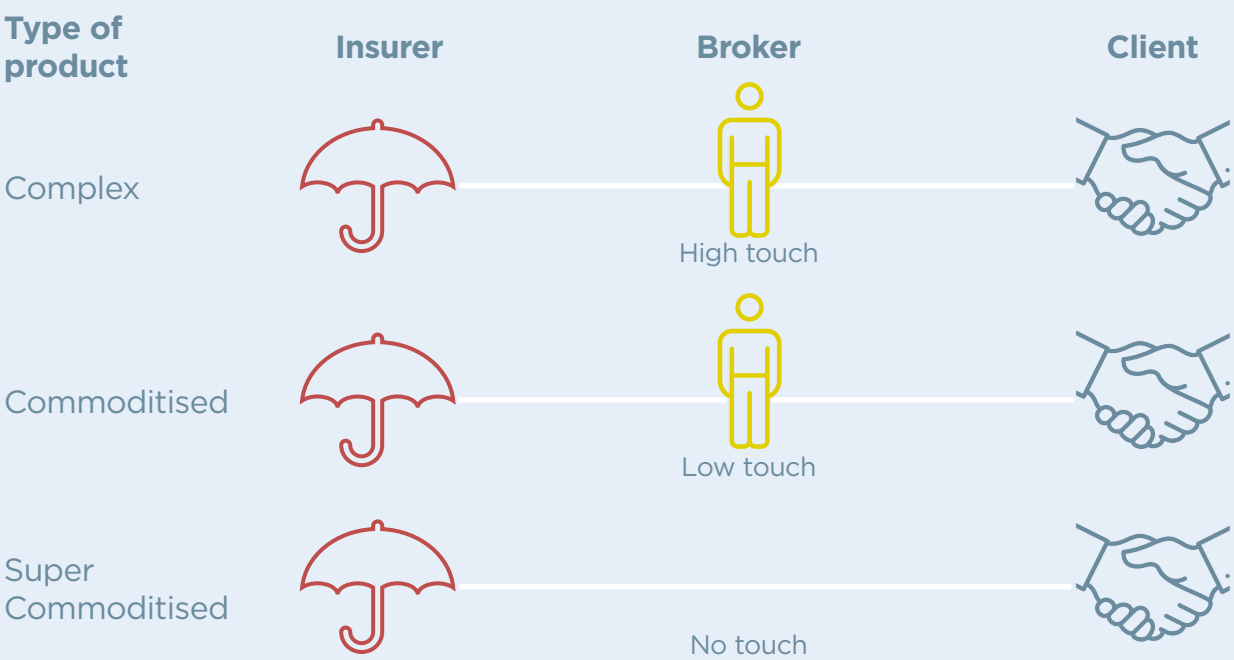 Type of
product
Insurer
Broker
Client
Complex
High touch
Commoditised
Low touch
Super
Commoditised
No touch